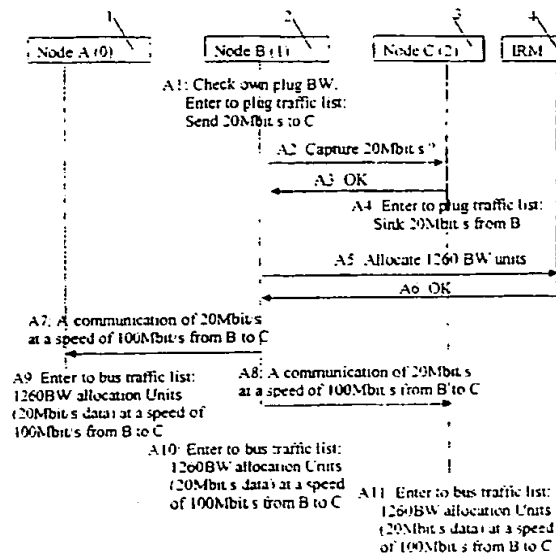 1
2
3
4
Node A (0)
Node B (1)
Node C (2)
IRM
A1: Check own plug BW.
Enter to plug traffic list:
Send 20Mbit s to C
A2 Capture 20Mbit s ?
A3 OK
A4 Enter to plug traffic list:
Sink 20Mbit s from B
A5 Allocate 1260 BW units
A6 OK
A7: A communication of 20Mbit/s
at a speed of 100Mbit/s from B to C
A8: A communication of 20Mbit s
at a speed of 100Mbit s from B to C
A9 Enter to bus traffic list:
1260BW allocation Units
(20Mbit/s data) at a speed of
100Mbit/s from B to C
A10: Enter to bus traffic list:
1260BW allocation Units
(20Mbit s data) at a speed
of 100Mbit s from B to C
A11 Enter to bus traffic list:
1260BW allocation Units
(20Mbit s data) at a speed
of 100Mbit s from B to C